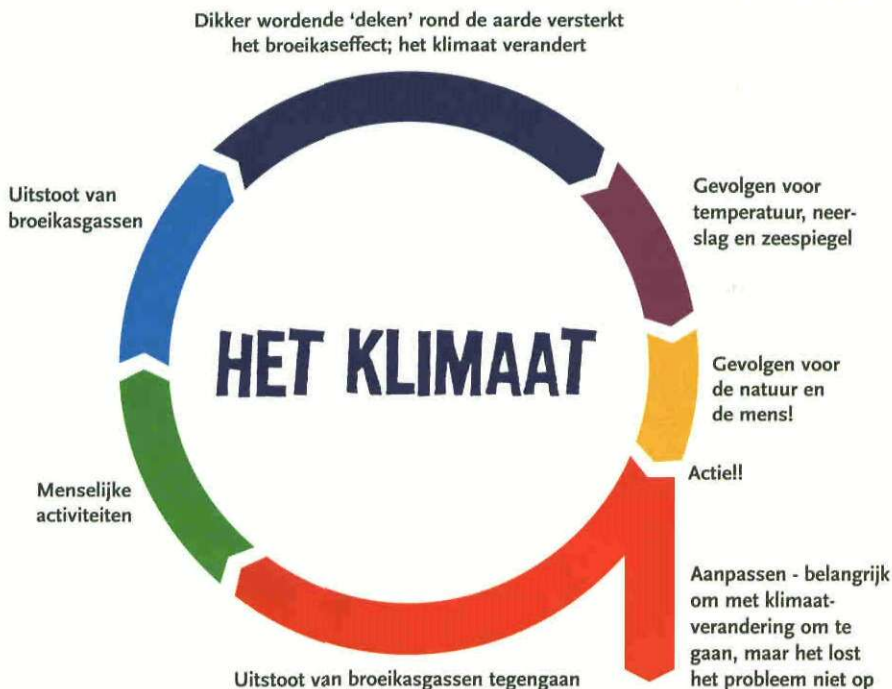 Dikker wordende ‘deken’ rond de aarde versterkt
het broeikaseffect; het klimaat verandert
Uitstoot van
broeikasgassen
Gevolgen voor
temperatuur, neer-
slag en zeespiegel
HET KLIMAAT
Gevolgen voor
de natuur en
de mens!
Actie!!
Menselijke
activiteiten
Aanpassen - belangrijk
om met klimaat-
verandering om te
gaan, maar het lost
het probleem niet op
Uitstoot van broeikasgassen tegengaan